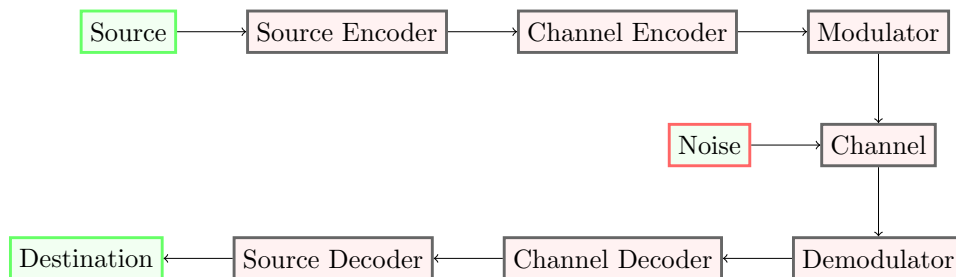 Source
Source Encoder
Channel Encoder
Modulator
Noise
Channel
Destination
Source Decoder
Channel Decoder
Demodulator